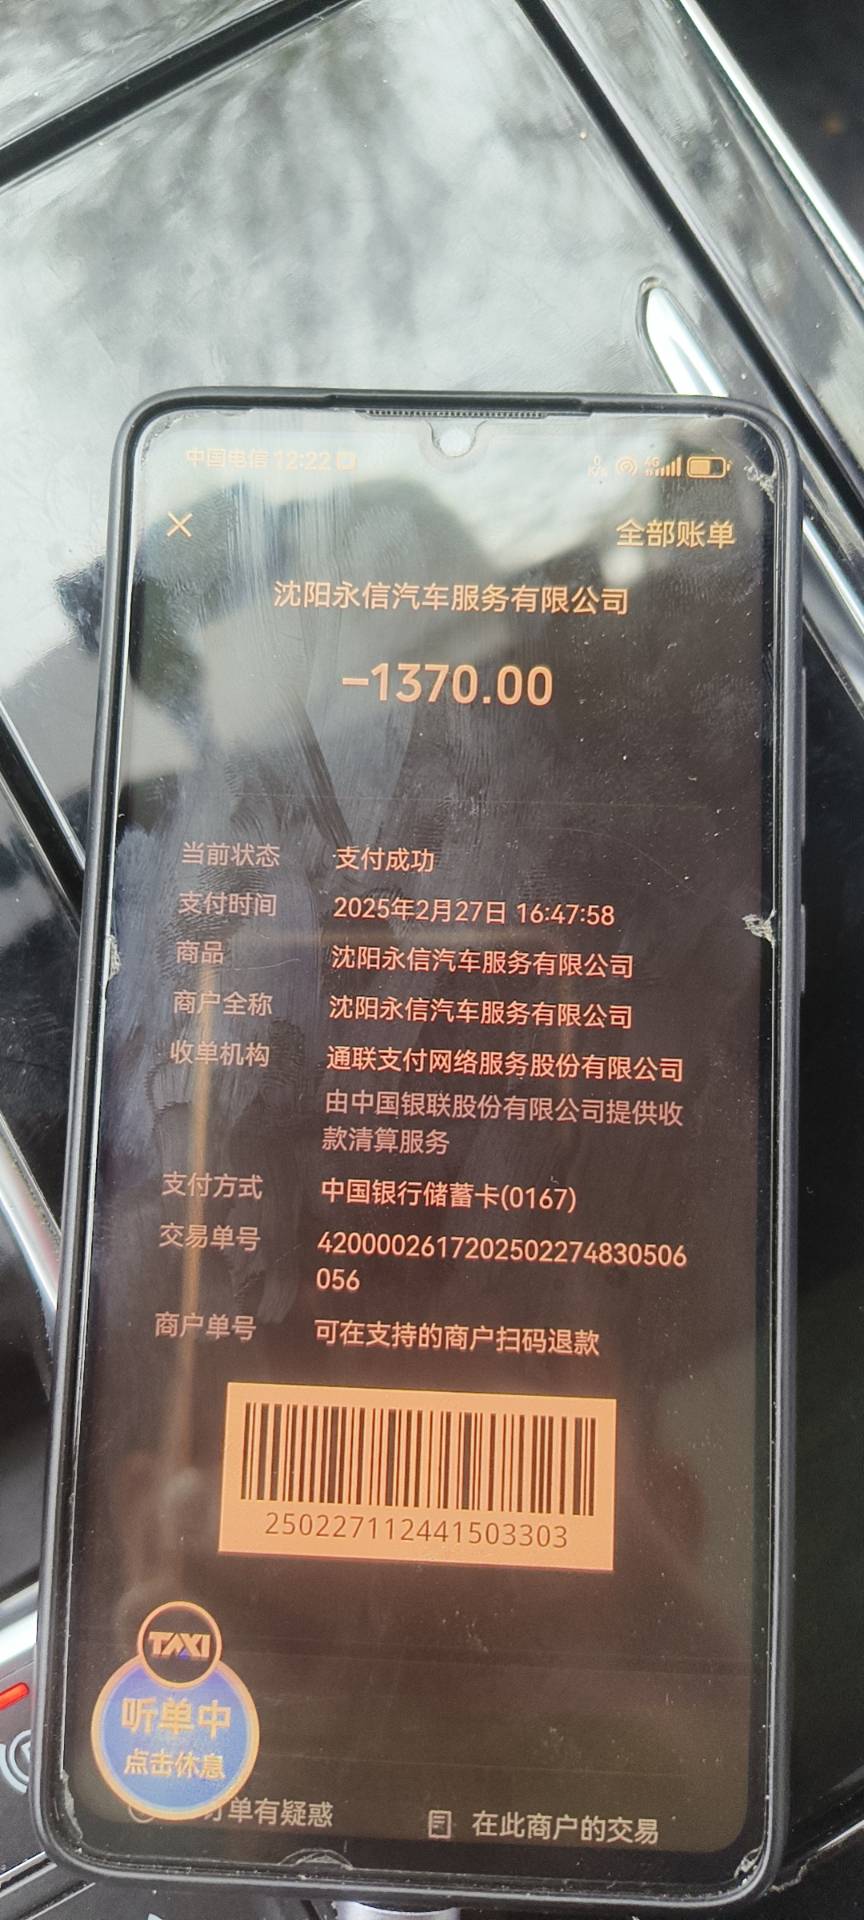 中国电信 12:22
4G
全部账单
沈阳永信汽车服务有限公司
-1370.00
当前状态 支付成功
支付时间 2025年2月27日 16:47:58
商品 沈阳永信汽车服务有限公司
商户全称 沈阳永信汽车服务有限公司
收单机构 通联支付网络服务股份有限公司
由中国银联股份有限公司提供收
款清算服务
支付方式 中国银行储蓄卡(0167)
交易单号 4200002617202502274830506
056
商户单号 可在支持的商户扫码退款
250227112441503303
TAXI
听单中
点击休息
单有疑惑 在此商户的交易